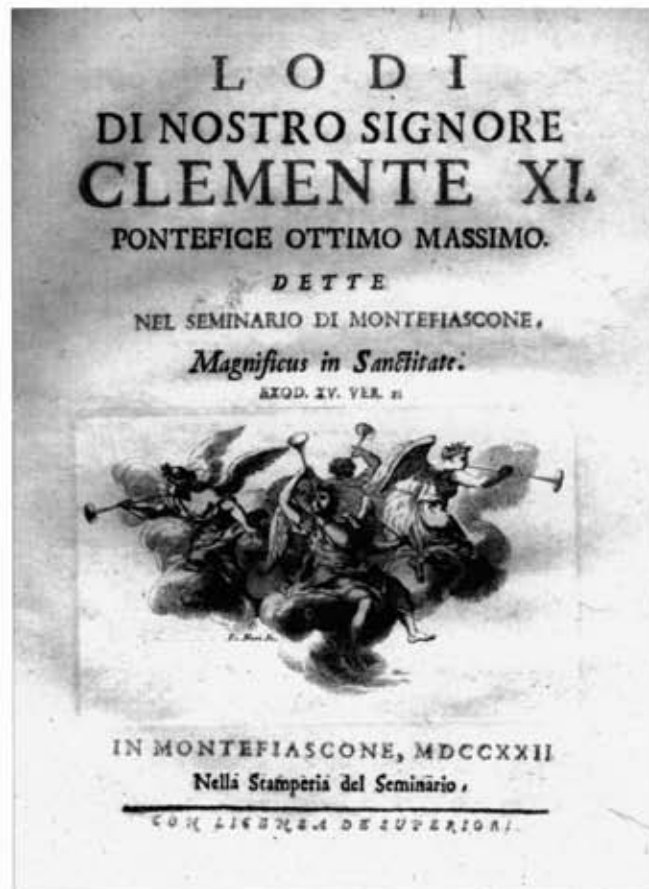 LODI
DI NOSTRO SIGNORE
CLEMENTE XI.
PONTEFICE OTTIMO MASSIMO.
DETTE
NEL SEMINARIO DI MONTEFIASCONE,
Magnificus in Sanctitate.
EXOD. XV. VER.
IN MONTEFIASCONE, MDCCXXII
Nella Stamperia del Seminario,
CON LICENZA DE SUPERIORI.